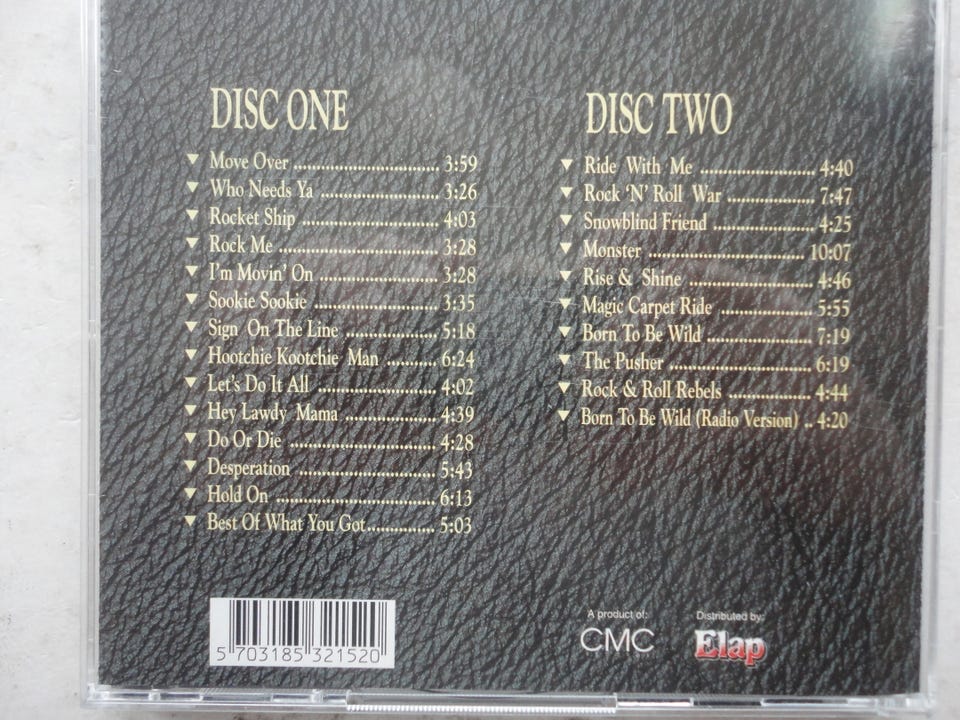 DISC ONE
Move Over ............................ 3:59
Who Needs Ya ...................... 3:26
Rocket Ship .......................... 4:03
Rock Me .............................. 3:28
I'm Movin' On ...................... 3:28
Sookie Sookie ....................... 3:35
Sign On The Line .................. 5:18
Hootchie Kootchie Man .......... 6:24
Let's Do It All ...................... 4:02
Hey Lawdy Mama .................. 4:39
Do Or Die ............................ 4:28
Desperation .......................... 5:43
Hold On .............................. 6:13
Best Of What You Got.............. 5:03
DISC TWO
Ride With Me ...................... 4:40
Rock 'N' Roll War ................ 7:47
Snowblind Friend .................. 4:25
Monster .............................. 10:07
Rise & Shine ........................ 4:46
Magic Carpet Ride ................ 5:55
Born To Be Wild .................. 7:19
The Pusher .......................... 6:19
Rock & Roll Rebels ................ 4:44
Born To Be Wild (Radio Version) .. 4:20
5 703185 321520
A product of:
CMC
Distributed by:
Elap